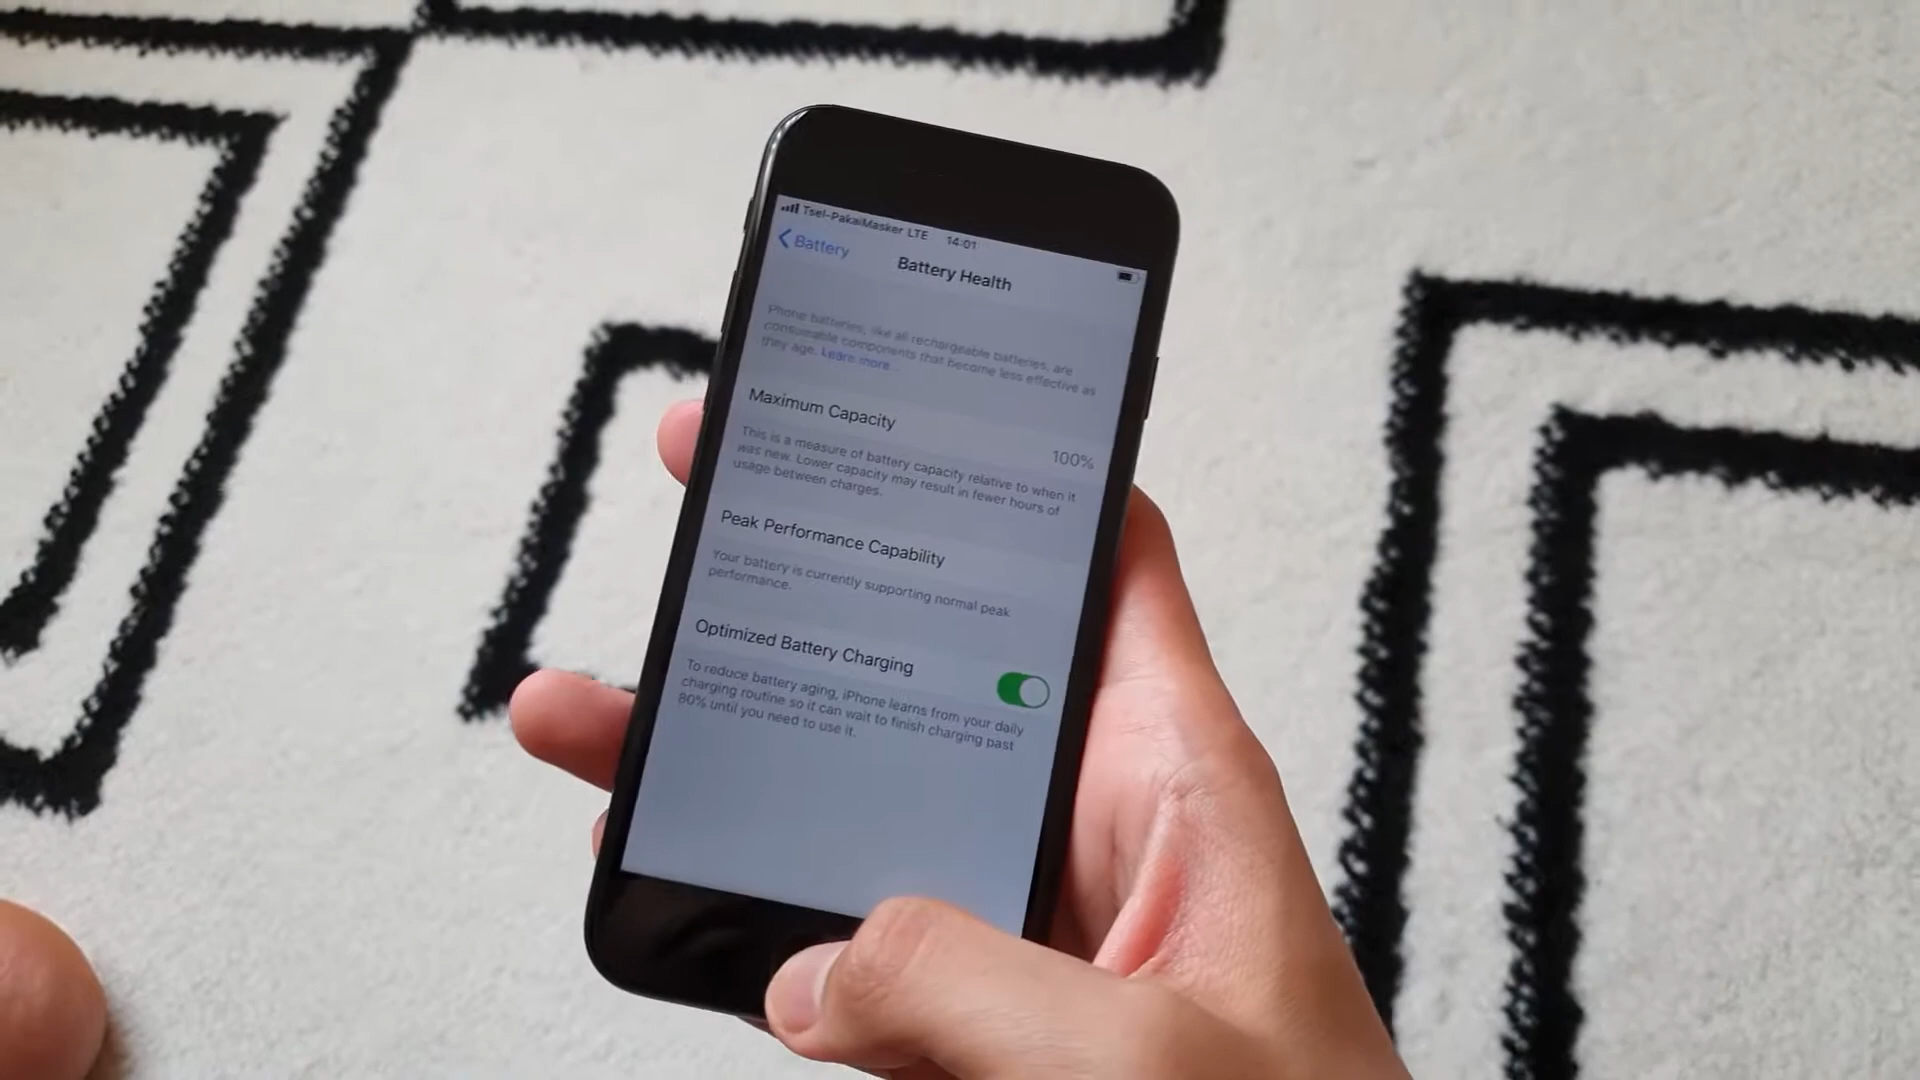 Tsel-PakaiMasker LTE 14:01
Battery
Battery Health
Phone batteries, like all rechargeable batteries, are
consumable components that become less effective as
they age. Learn more...
Maximum Capacity
100%
This is a measure of battery capacity relative to when it
was new. Lower capacity may result in fewer hours of
usage between charges.
Peak Performance Capability
Your battery is currently supporting normal peak
performance.
Optimized Battery Charging
To reduce battery aging, iPhone learns from your daily
charging routine so it can wait to finish charging past
80% until you need to use it.